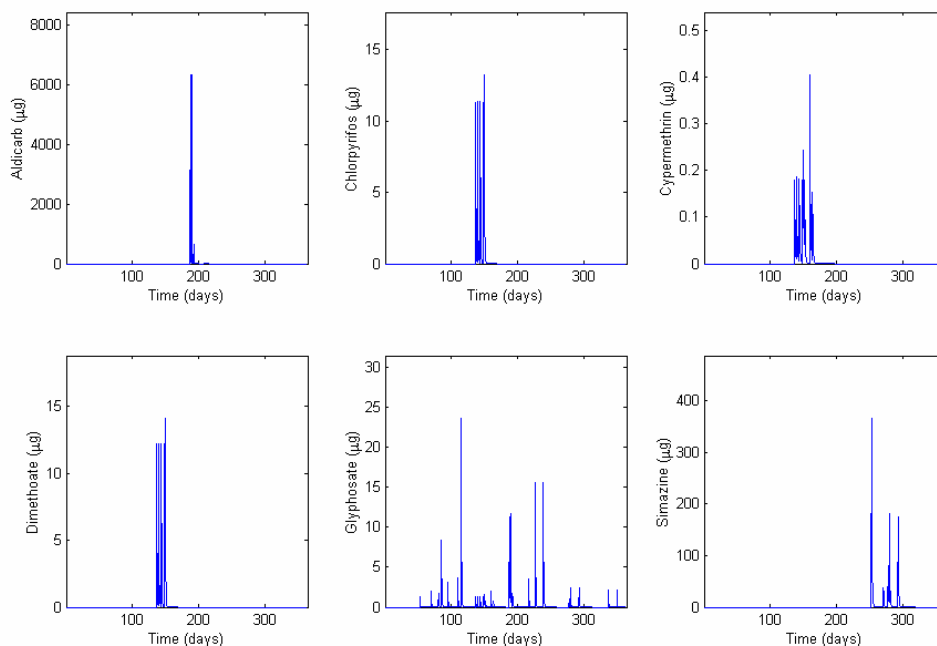 8000
6000
4000
2000
0
Aldicarb (µg)
100 200 300
Time (days)
15
10
5
0
Chlorpyrifos (µg)
100 200 300
Time (days)
0.5
0.4
0.3
0.2
0.1
0
Cypermethrin (µg)
100 200 300
Time (days)
15
10
5
0
Dimethoate (µg)
100 200 300
Time (days)
30
25
20
15
10
5
0
Glyphosate (µg)
100 200 300
Time (days)
400
300
200
100
0
Simazine (µg)
100 200 300
Time (days)